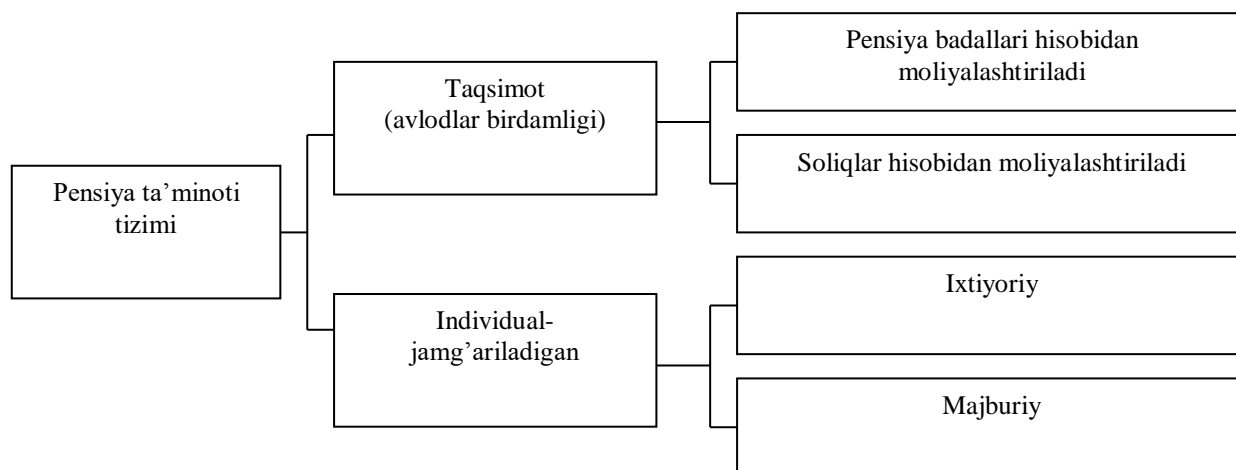 Pensiya ta’minoti
tizimi
Taqsimot
(avlodlar birdamligi)
Pensiya badallari hisobidan
moliyalashtiriladi
Soliqlar hisobidan moliyalashtiriladi
Individual-
jamg’ariladigan
Ixtiyoriy
Majburiy